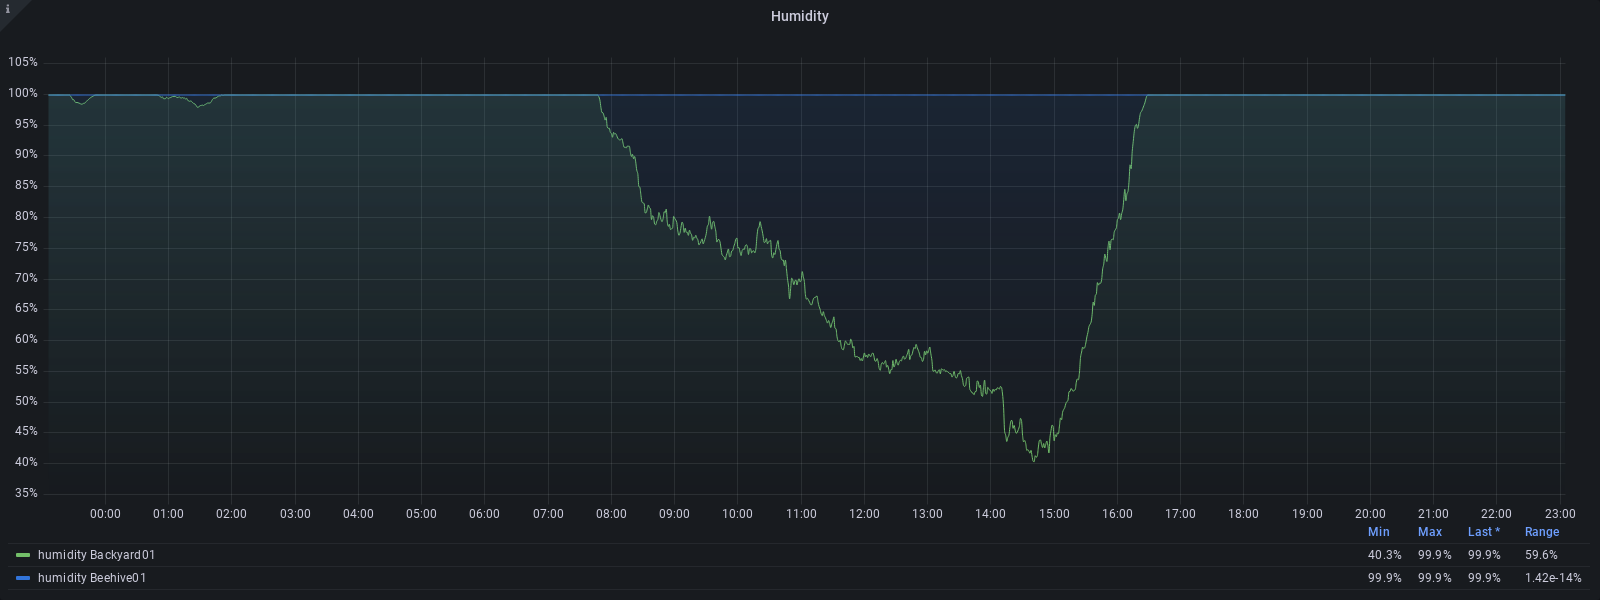 i
Humidity
105%
100%
95%
90%
85%
80%
75%
70%
65%
60%
55%
50%
45%
40%
35%
00:00 01:00 02:00 03:00 04:00 05:00 06:00 07:00 08:00 09:00 10:00 11:00 12:00 13:00 14:00 15:00 16:00 17:00 18:00 19:00 20:00 21:00 22:00 23:00
Min Max Last * Range
humidity Backyard01 40.3% 99.9% 99.9% 59.6%
humidity Beehive01 99.9% 99.9% 99.9% 1.42e-14%